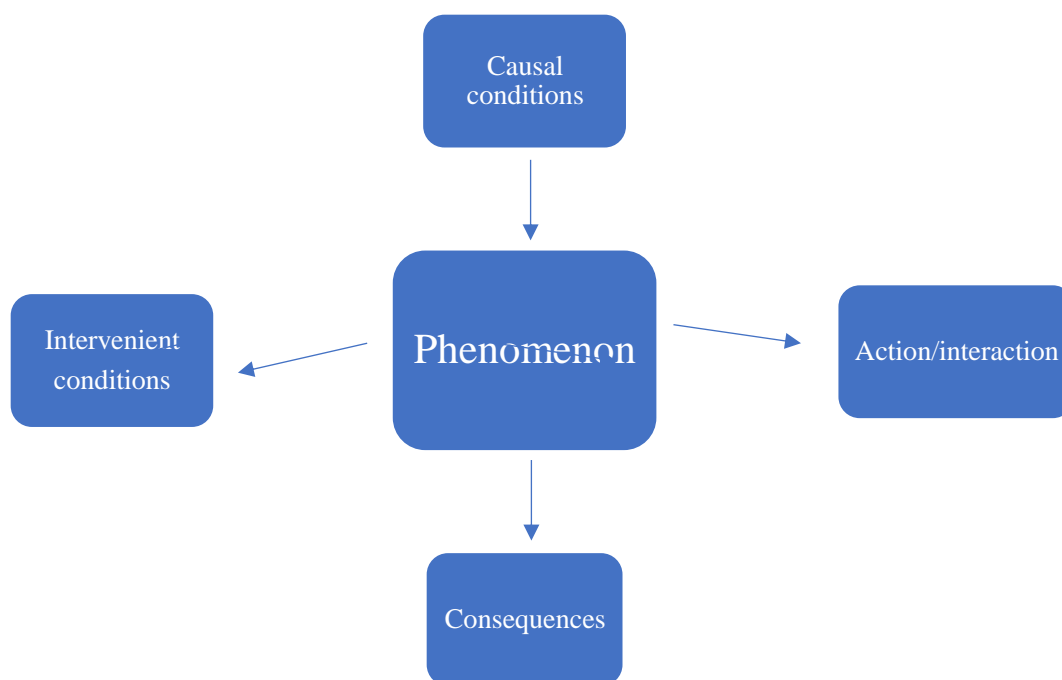 Causal
conditions
Intervenient
conditions
Phenomenon
Action/interaction
Consequences